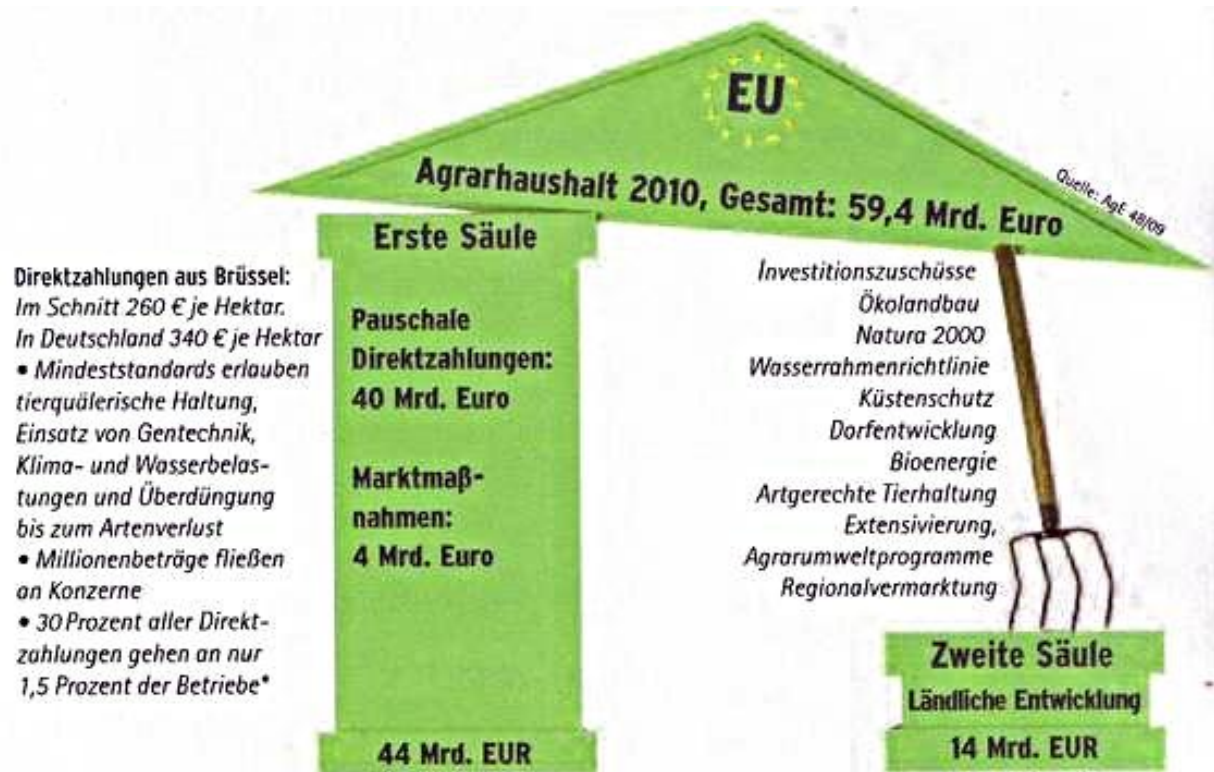 EU
Agrarhaushalt 2010, Gesamt: 59,4 Mrd. Euro
Quelle: AgE 48/09
Direktzahlungen aus Brüssel:
Im Schnitt 260 € je Hektar.
In Deutschland 340 € je Hektar
• Mindeststandards erlauben
tierquälerische Haltung,
Einsatz von Gentechnik,
Klima- und Wasserbelas-
tungen und Überdüngung
bis zum Artenverlust
• Millionenbeträge fließen
an Konzerne
• 30 Prozent aller Direkt-
zahlungen gehen an nur
1,5 Prozent der Betriebe*
Erste Säule
Pauschale
Direktzahlungen:
40 Mrd. Euro
Marktmaß-
nahmen:
4 Mrd. Euro
44 Mrd. EUR
Investitionszuschüsse
Ökolandbau
Natura 2000
Wasserrahmenrichtlinie
Küstenschutz
Dorfentwicklung
Bioenergie
Artgerechte Tierhaltung
Extensivierung,
Agrarumweltprogramme
Regionalvermarktung
Zweite Säule
Ländliche Entwicklung
14 Mrd. EUR